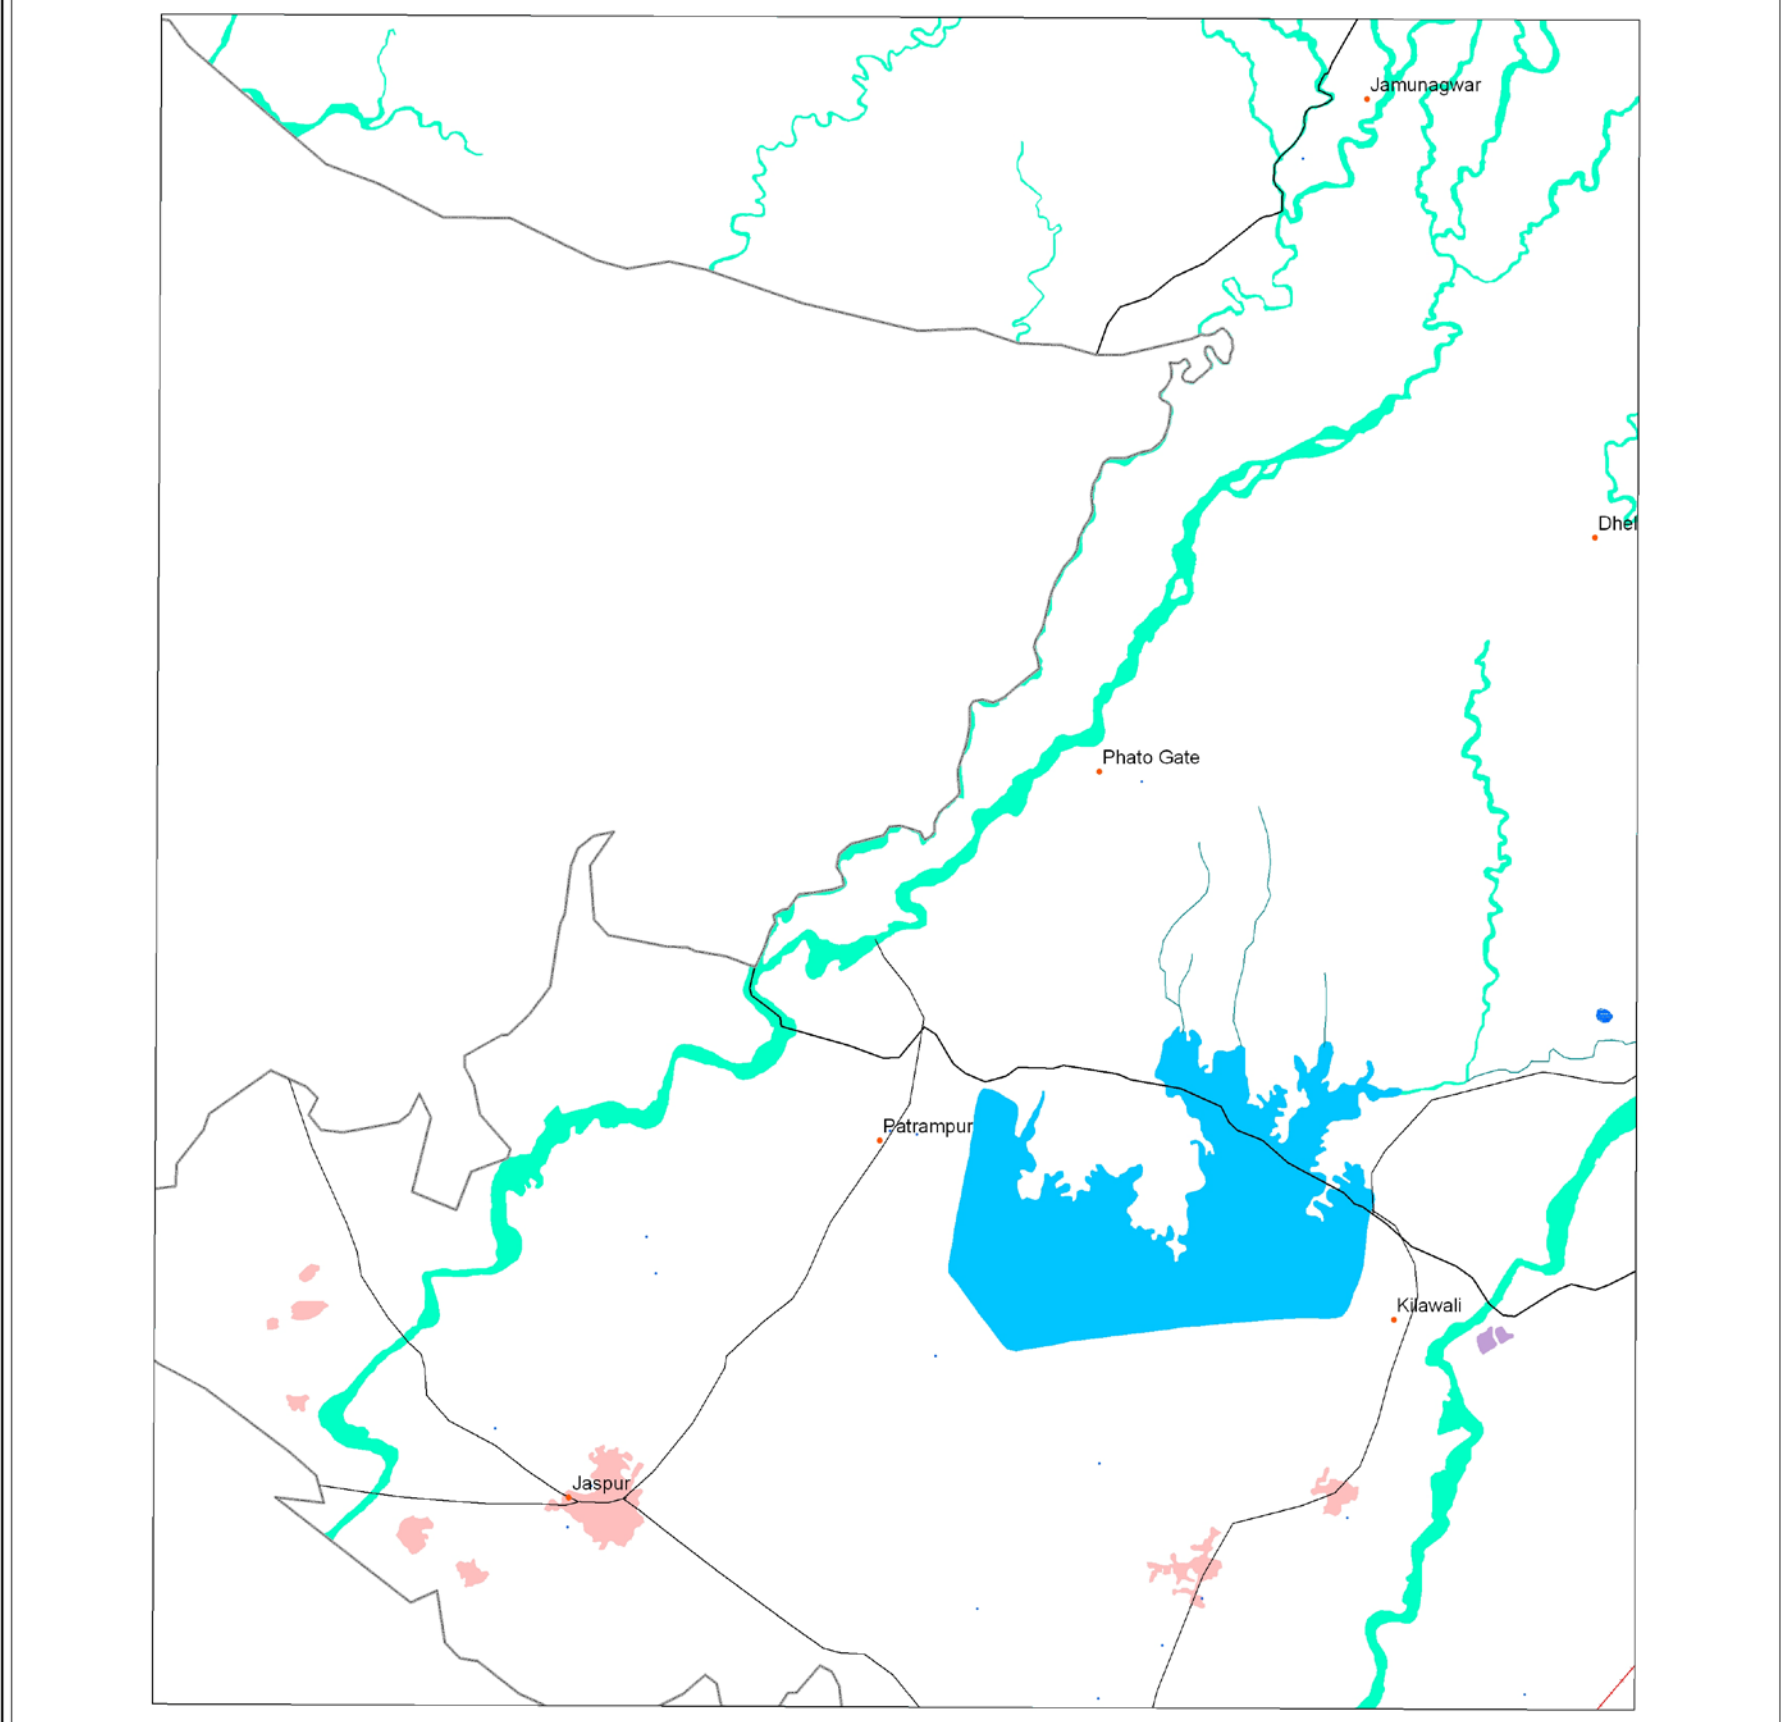 Jamunagwar
Dhel
Phato Gate
Patrampur
Kilawali
Jaspur